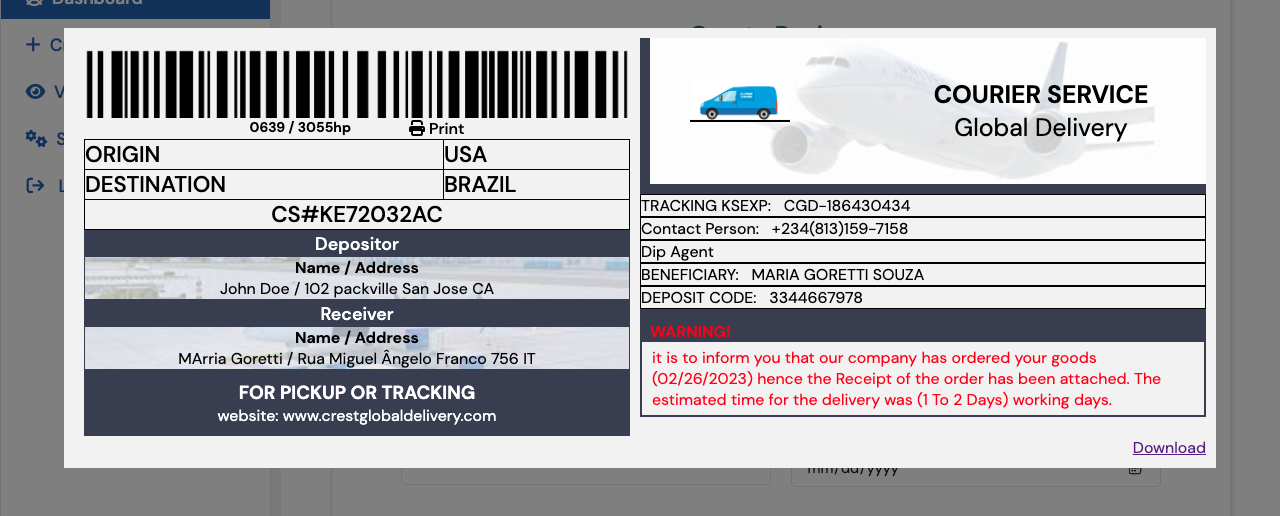 Dashboard
0639 / 3055hp
Print
ORIGIN USA
DESTINATION BRAZIL
CS#KE72032AC
Depositor
Name / Address
John Doe / 102 packville San Jose CA
Receiver
Name / Address
MArria Goretti / Rua Miguel Ângelo Franco 756 IT
FOR PICKUP OR TRACKING
website: www.crestglobaldelivery.com
COURIER SERVICE
Global Delivery
TRACKING KSEXP: CGD-186430434
Contact Person: +234(813)159-7158
Dip Agent
BENEFICIARY: MARIA GORETTI SOUZA
DEPOSIT CODE: 3344667978
WARNING!
it is to inform you that our company has ordered your goods
(02/26/2023) hence the Receipt of the order has been attached. The
estimated time for the delivery was (1 To 2 Days) working days.
Download
mm/dd/yyyy